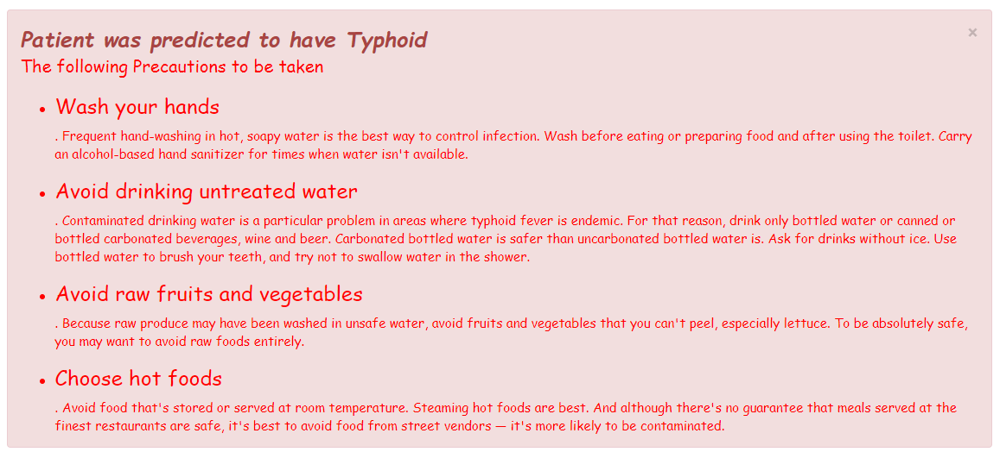 Patient was predicted to have Typhoid
×
The following Precautions to be taken
• Wash your hands
. Frequent hand-washing in hot, soapy water is the best way to control infection. Wash before eating or preparing food and after using the toilet. Carry
an alcohol-based hand sanitizer for times when water isn't available.
• Avoid drinking untreated water
. Contaminated drinking water is a particular problem in areas where typhoid fever is endemic. For that reason, drink only bottled water or canned or
bottled carbonated beverages, wine and beer. Carbonated bottled water is safer than uncarbonated bottled water is. Ask for drinks without ice. Use
bottled water to brush your teeth, and try not to swallow water in the shower.
• Avoid raw fruits and vegetables
. Because raw produce may have been washed in unsafe water, avoid fruits and vegetables that you can't peel, especially lettuce. To be absolutely safe,
you may want to avoid raw foods entirely.
• Choose hot foods
. Avoid food that's stored or served at room temperature. Steaming hot foods are best. And although there's no guarantee that meals served at the
finest restaurants are safe, it's best to avoid food from street vendors — it's more likely to be contaminated.